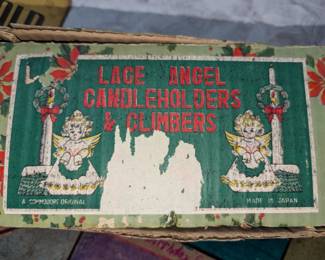 LACE ANGEL
CANDLEHOLDERS
& CLIMBERS
A COMMODORE ORIGINAL
MADE IN JAPAN